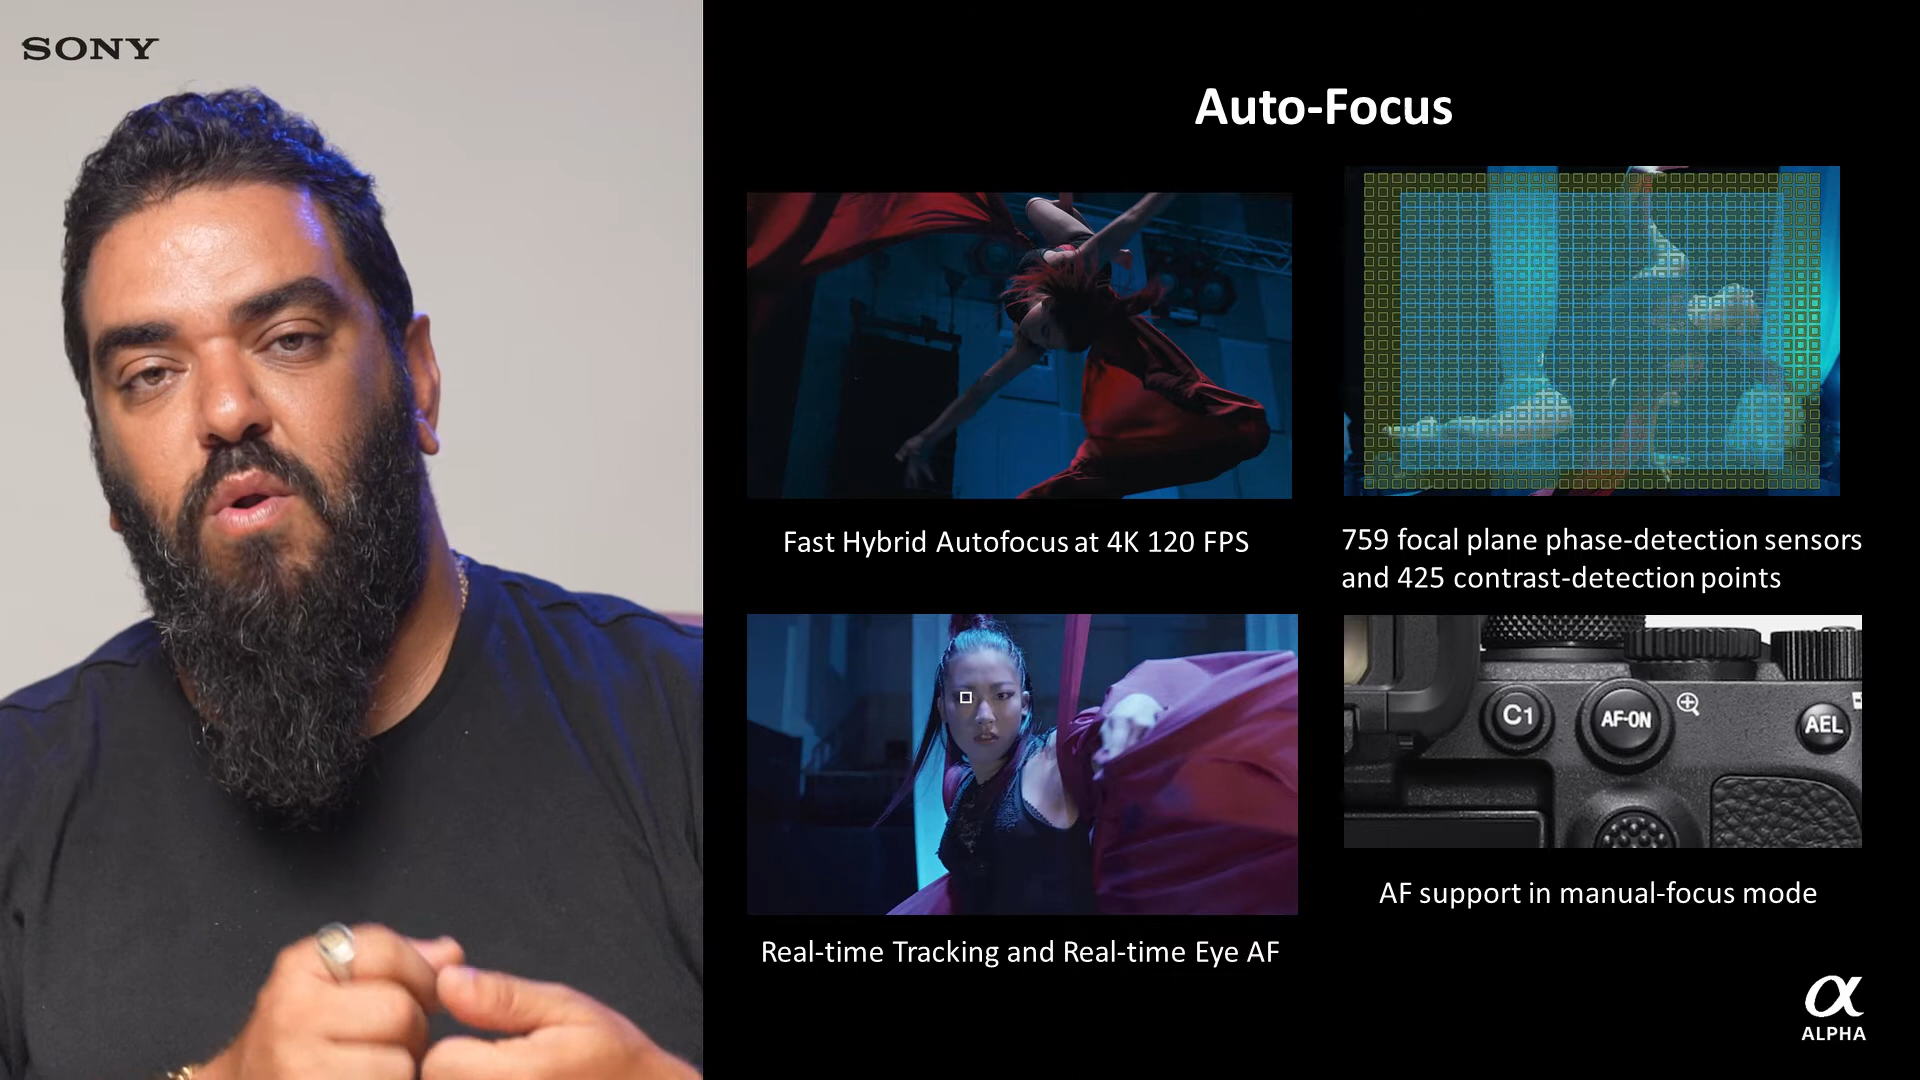 SONY
Auto-Focus
Fast Hybrid Autofocus at 4K 120 FPS
759 focal plane phase-detection sensors
and 425 contrast-detection points
C1
AF-ON
AEL
Real-time Tracking and Real-time Eye AF
AF support in manual-focus mode
α
ALPHA